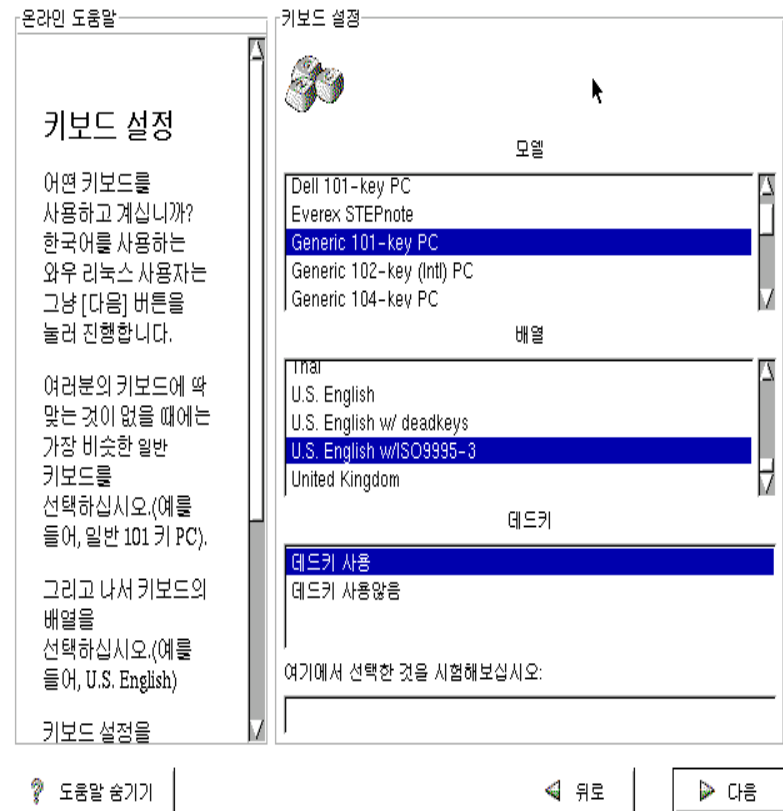 온라인 도움말
키보드 설정
어떤 키보드를
사용하고 계십니까?
한국어를 사용하는
와우 리눅스 사용자는
그냥 [다음] 버튼을
눌러 진행합니다.
여러분의 키보드에 딱
맞는 것이 없을 때에는
가장 비슷한 일반
키보드를
선택하십시오.(예를
들어, 일반 101 키 PC).
그리고 나서 키보드의
배열을
선택하십시오.(예를
들어, U.S. English)
키보드 설정을
키보드 설정
모델
Dell 101-key PC
Everex STEPnote
Generic 101-key PC
Generic 102-key (Intl) PC
Generic 104-key PC
배열
Thai
U.S. English
U.S. English w/ deadkeys
U.S. English w/ISO9995-3
United Kingdom
데드키
데드키 사용
데드키 사용않음
여기에서 선택한 것을 시험해보십시오:
도움말 숨기기
뒤로
다음